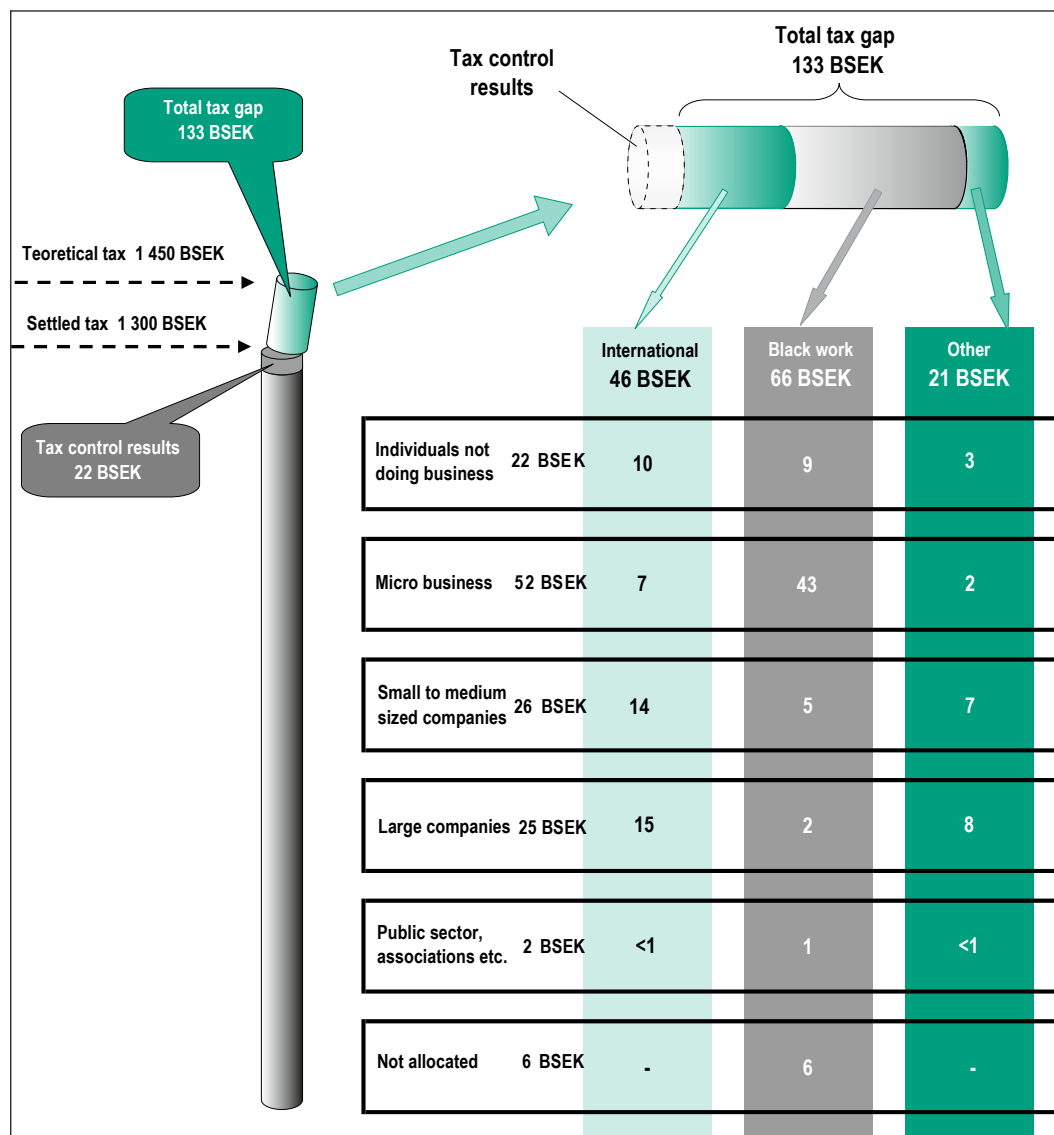 Total tax gap
133 BSEK
Tax control
results
Total tax gap
133 BSEK
Teoretical tax 1 450 BSEK
Settled tax 1 300 BSEK
Tax control results
22 BSEK
International
46 BSEK
Black work
66 BSEK
Other
21 BSEK
Individuals not
doing business
22 BSEK
10
9
3
Micro business
52 BSEK
7
43
2
Small to medium
sized companies
26 BSEK
14
5
7
Large companies
25 BSEK
15
2
8
Public sector,
associations etc.
2 BSEK
<1
1
<1
Not allocated
6 BSEK
-
6
-